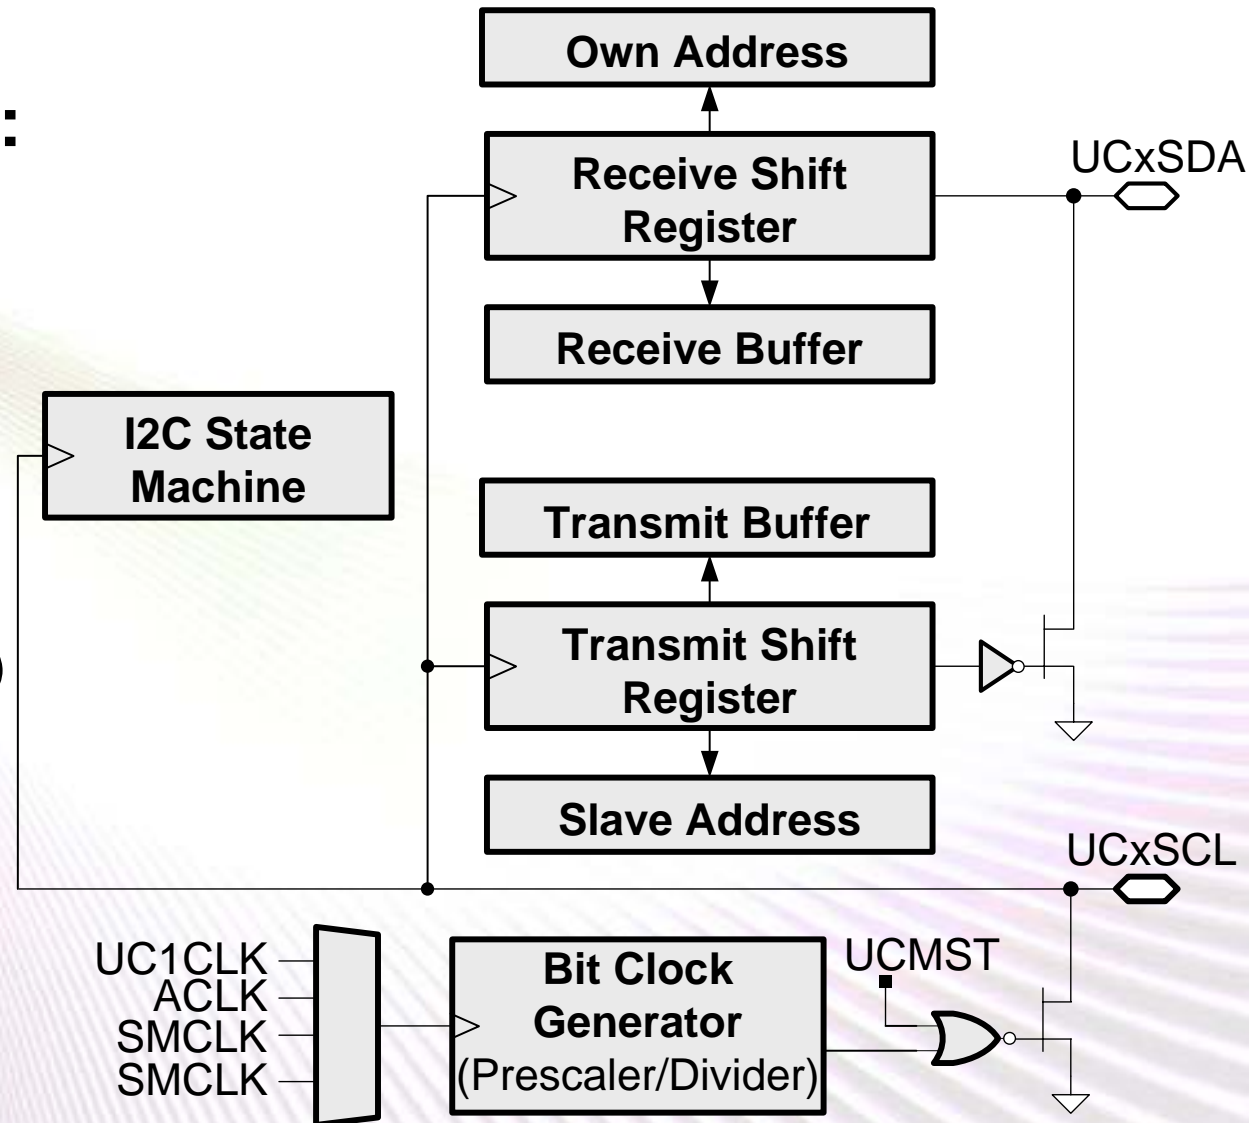 Own Address
:
Receive Shift
Register
UCxSDA
Receive Buffer
I2C State
Machine
Transmit Buffer
Transmit Shift
Register
)
Slave Address
UCxSCL
UC1CLK
ACLK
SMCLK
SMCLK
Bit Clock
Generator
(Prescaler/Divider)
UCMST